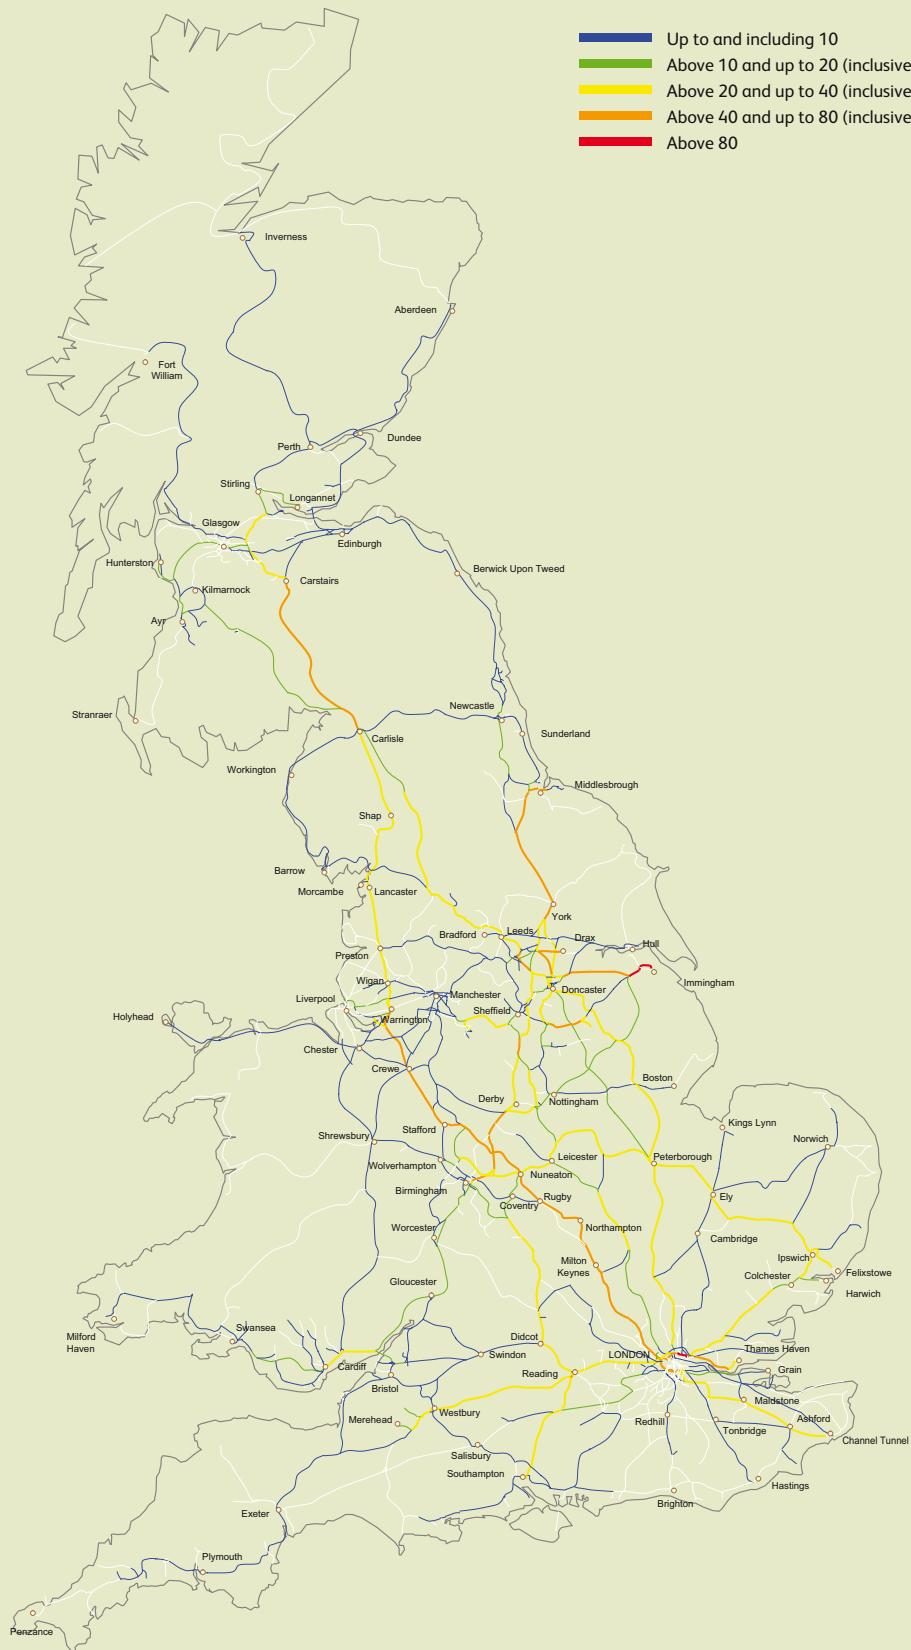 Up to and including 10
Above 10 and up to 20 (inclusive
Above 20 and up to 40 (inclusive
Above 40 and up to 80 (inclusive
Above 80
Inverness
Aberdeen
Fort
William
Dundee
Perth
Stirling
Longannet
Glasgow
Edinburgh
Hunterston
Berwick Upon Tweed
Carstairs
Kilmarnock
Ayr
Newcastle
Stranraer
Sunderland
Carlisle
Workington
Middlesbrough
Shap
Barrow
Morcambe
Lancaster
York
Bradford
Leeds
Drax
Hull
Preston
Wigan
Immingham
Doncaster
Liverpool
Manchester
Holyhead
Warrington
Sheffield
Chester
Crewe
Boston
Derby
Nottingham
Kings Lynn
Stafford
Shrewsbury
Norwich
Leicester
Peterborough
Wolverhampton
Nuneaton
Birmingham
Ely
Rugby
Coventry
Worcester
Northampton
Cambridge
Milton
Keynes
Ipswich
Gloucester
Colchester
Felixstowe
Harwich
Swansea
Milford
Haven
Didcot
Thames Haven
Swindon
LONDON
Cardiff
Reading
Grain
Bristol
Maidstone
Westbury
Merehead
Redhill
Tonbridge
Ashford
Channel Tunnel
Salisbury
Southampton
Hastings
Brighton
Exeter
Plymouth
Penzance